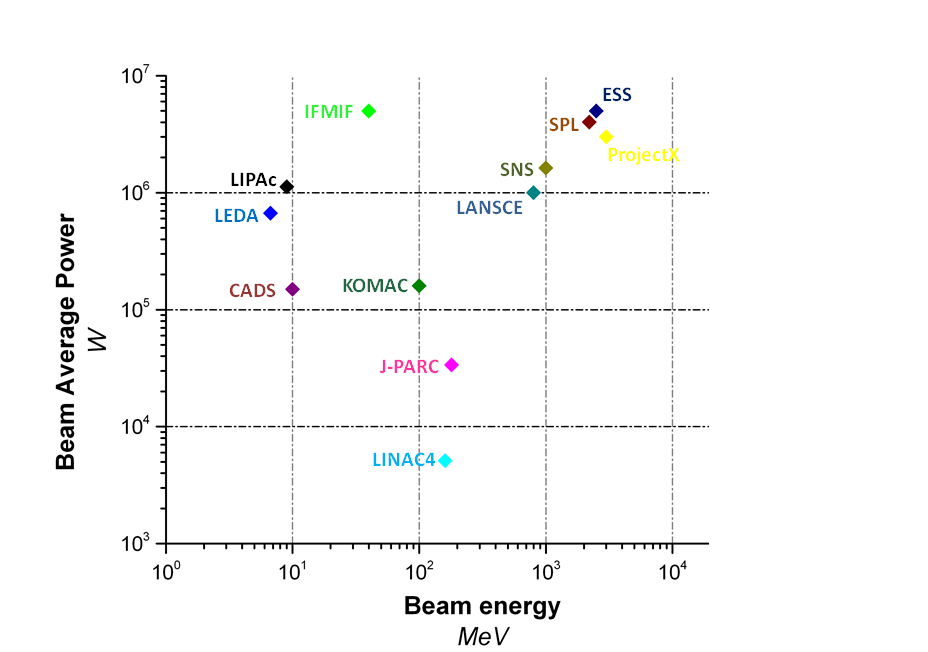 10⁷
ESS
IFMIF
SPL
ProjectX
SNS
LIPAc
10⁶
LANSCE
LEDA
KOMAC
CADS
10⁵
J-PARC
10⁴
LINAC4
10³
10⁰ 10¹ 10² 10³ 10⁴
Beam Average Power
W
Beam energy
MeV